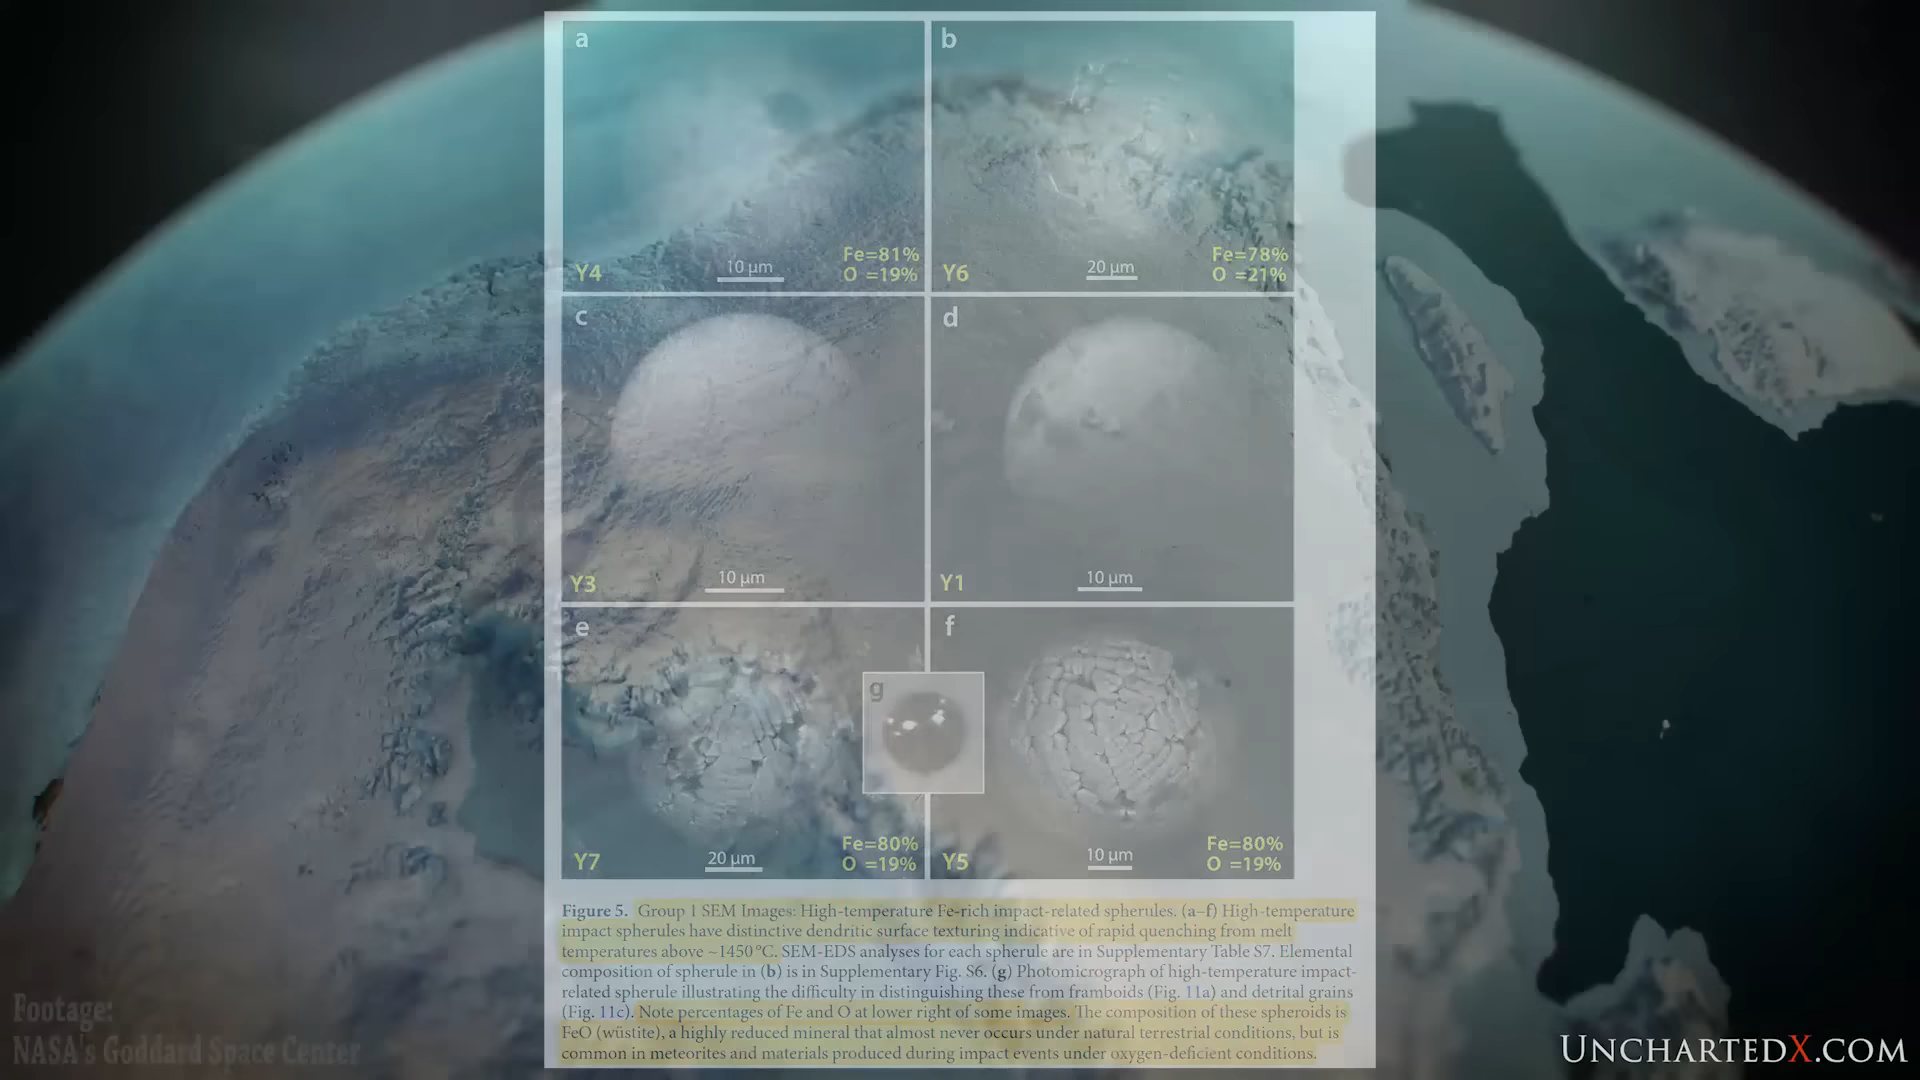 a
b
Fe=81%
O =19%
Y4
10 µm
Fe=78%
O =21%
Y6
20 µm
c
d
Y3
10 µm
Y1
10 µm
e
f
g
Fe=80%
O =19%
Y7
20 µm
Fe=80%
O =19%
Y5
10 µm
Figure 5. Group 1 SEM Images: High-temperature Fe-rich impact-related spherules. (a–f) High-temperature
impact spherules have distinctive dendritic surface texturing indicative of rapid quenching from melt
temperatures above ~1450 °C. SEM-EDS analyses for each spherule are in Supplementary Table S7. Elemental
composition of spherule in (b) is in Supplementary Fig. S6. (g) Photomicrograph of high-temperature impact-
related spherule illustrating the difficulty in distinguishing these from framboids (Fig. 11a) and detrital grains
(Fig. 11c). Note percentages of Fe and O at lower right of some images. The composition of these spheroids is
FeO (wüstite), a highly reduced mineral that almost never occurs under natural terrestrial conditions, but is
common in meteorites and materials produced during impact events under oxygen-deficient conditions.
Footage:
NASA's Goddard Space Center
UNCHARTEDX.COM